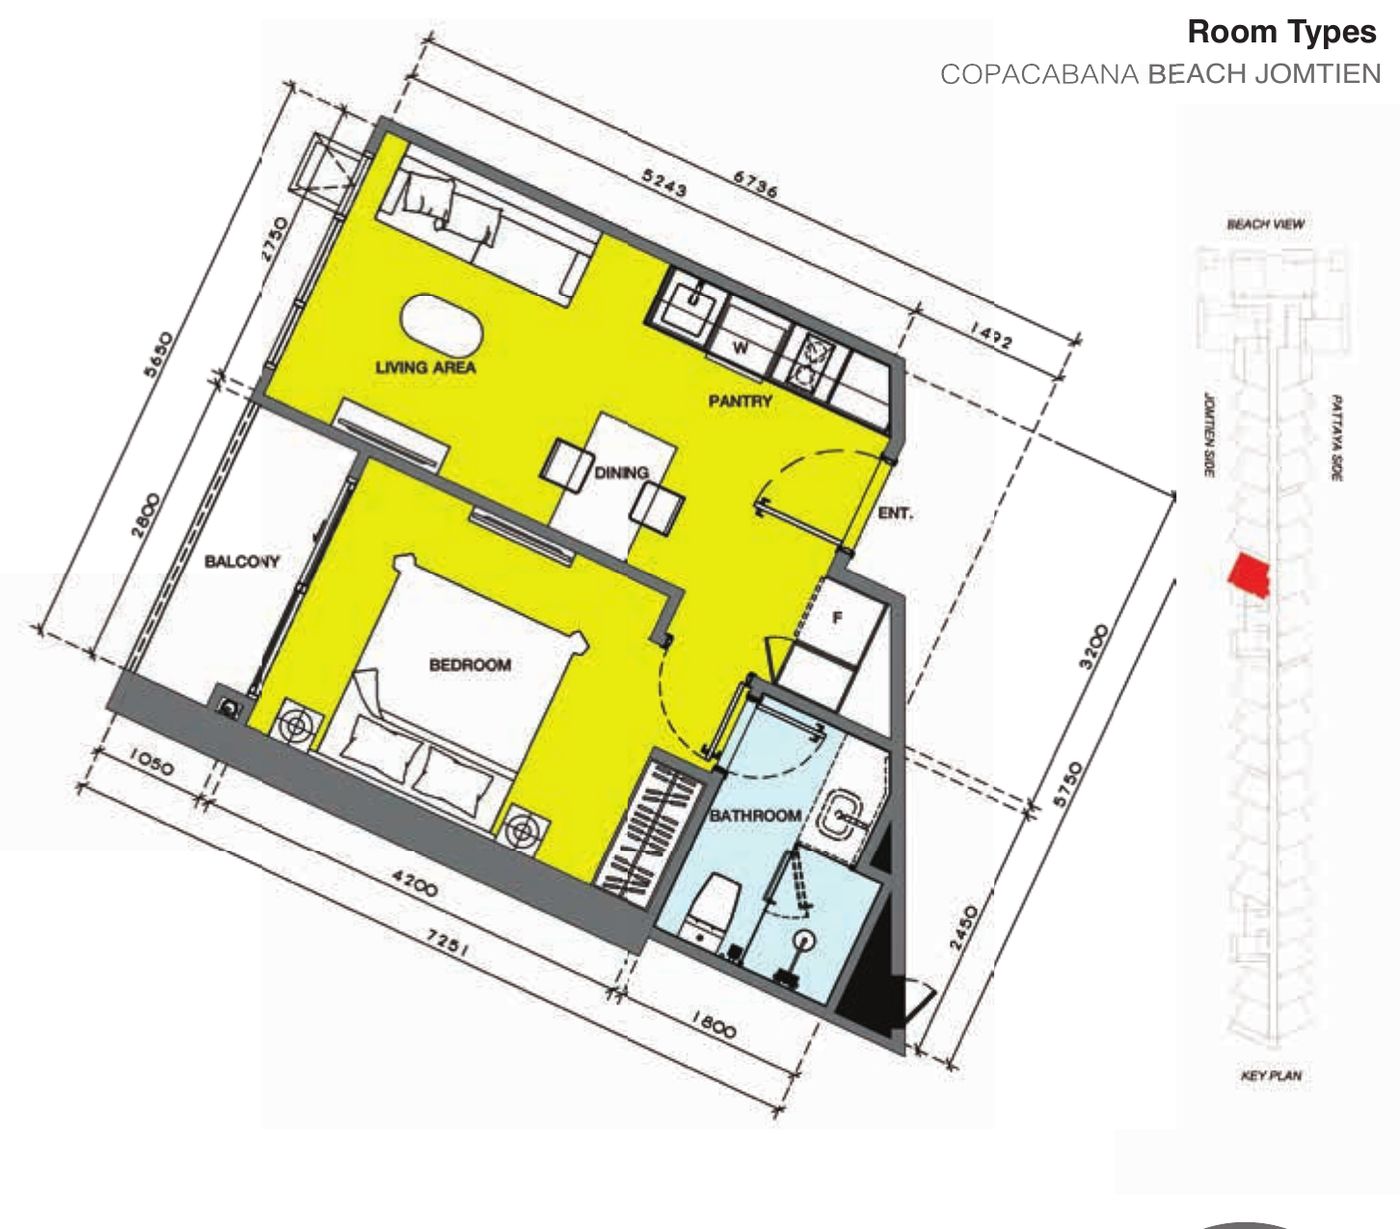 Room Types
COPACABANA BEACH JOMTIEN
6736
5243
1492
2750
5650
2800
LIVING AREA
W
PANTRY
DINING
ENT.
BALCONY
F
BEDROOM
BATHROOM
3200
5750
2450
1050
4200
7251
1800
BEACH VIEW
JOMTIEN SIDE
PATTAYA SIDE
KEY PLAN